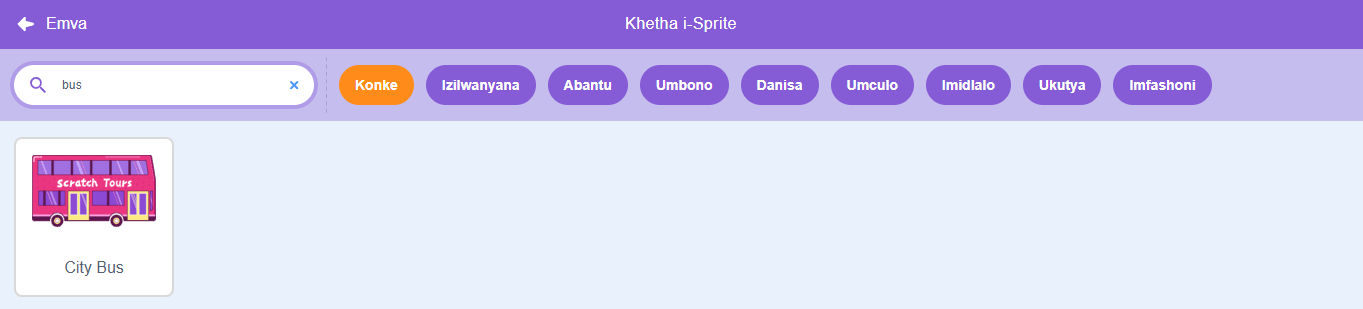 Emva
Khetha i-Sprite
bus
Konke
Izilwanyana
Abantu
Umbono
Danisa
Umculo
Imidlalo
Ukutya
Imfashoni
Scratch Tours
City Bus